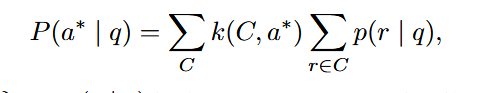 P(a* | q) = ∑_C k(C, a*) ∑_{r∈C} p(r | q),